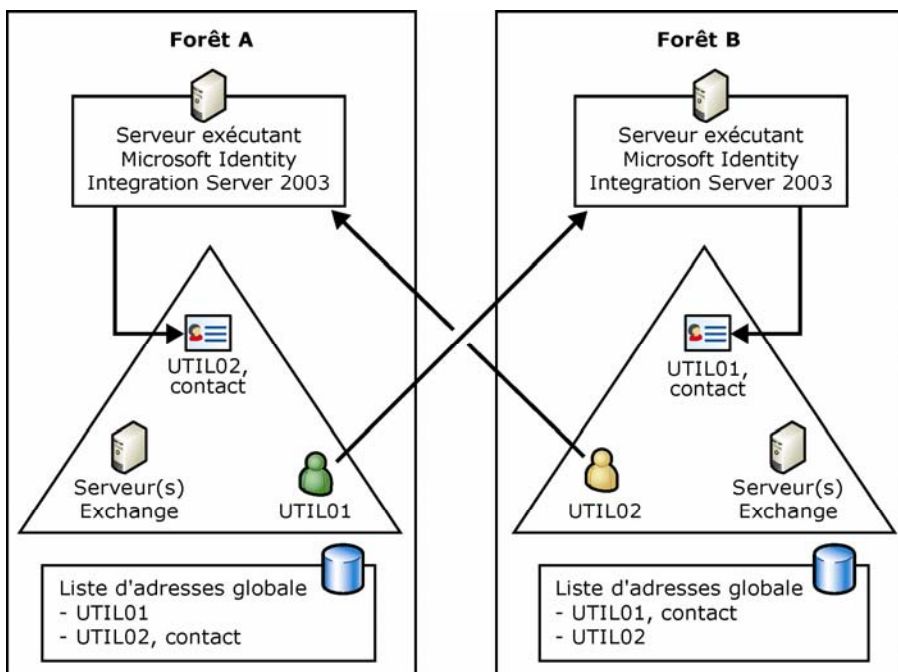 Forêt A
Serveur exécutant
Microsoft Identity
Integration Server 2003
UTIL02,
contact
Serveur(s)
Exchange
UTIL01
Liste d'adresses globale
- UTIL01
- UTIL02, contact
Forêt B
Serveur exécutant
Microsoft Identity
Integration Server 2003
UTIL01,
contact
UTIL02
Serveur(s)
Exchange
Liste d'adresses globale
- UTIL01, contact
- UTIL02